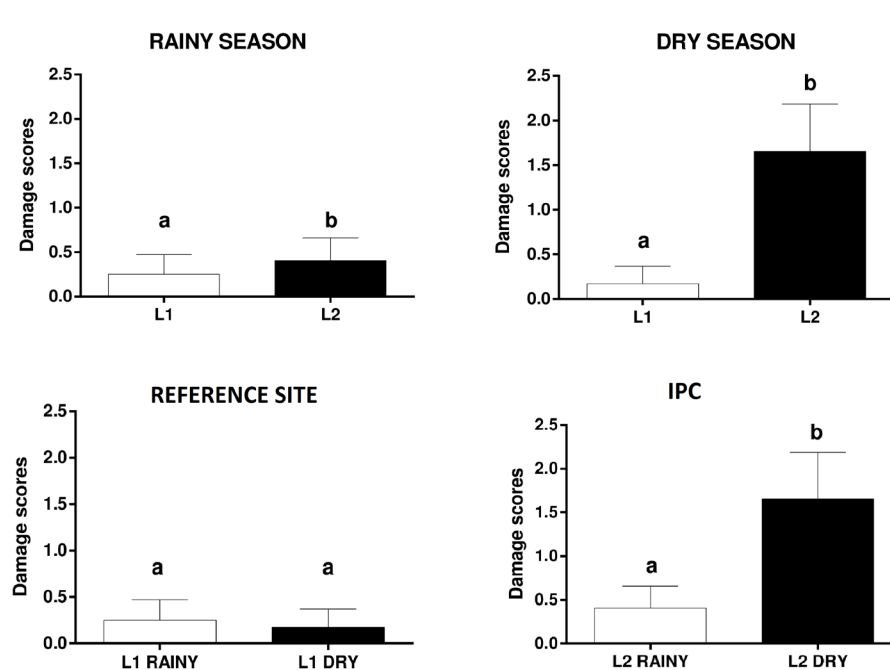 RAINY SEASON
2.5
2.0
1.5
1.0
0.5
0.0
Damage scores
a
b
L1
L2
DRY SEASON
2.5
2.0
1.5
1.0
0.5
0.0
Damage scores
a
b
L1
L2
REFERENCE SITE
2.5
2.0
1.5
1.0
0.5
0.0
Damage scores
a
a
L1 RAINY
L1 DRY
IPC
2.5
2.0
1.5
1.0
0.5
0.0
Damage scores
a
b
L2 RAINY
L2 DRY